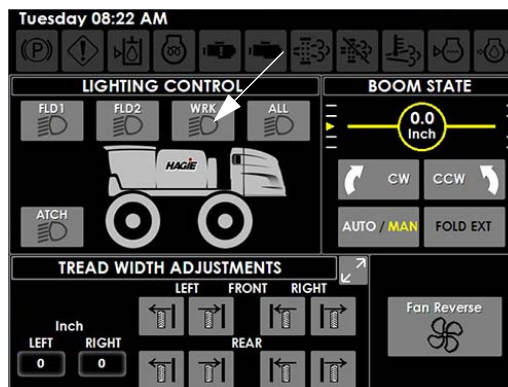 Tuesday 08:22 AM
LIGHTING CONTROL
FLD1 FLD2 WRK ALL
HAGIE
ATCH
BOOM STATE
0.0
Inch
CW CCW
AUTO / MAN FOLD EXT
TREAD WIDTH ADJUSTMENTS
LEFT FRONT RIGHT
Inch
LEFT RIGHT
0 0
REAR
Fan Reverse